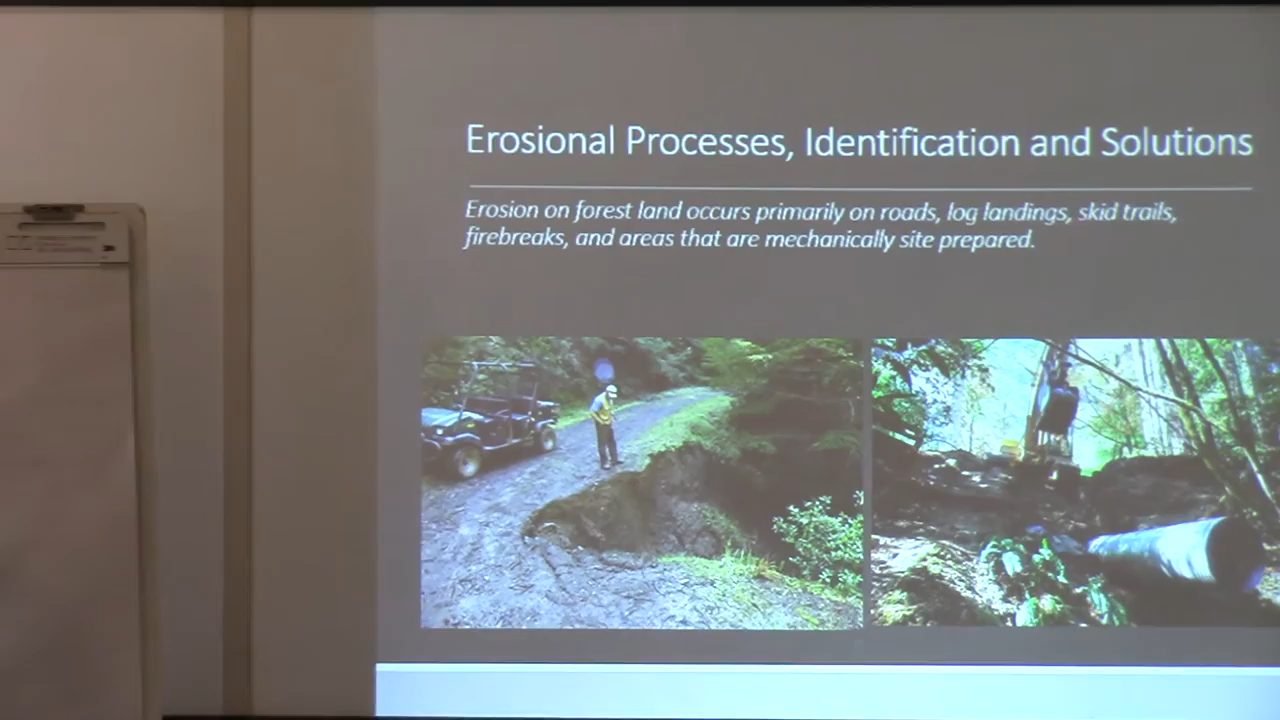 Erosional Processes, Identification and Solutions
Erosion on forest land occurs primarily on roads, log landings, skid trails,
firebreaks, and areas that are mechanically site prepared.